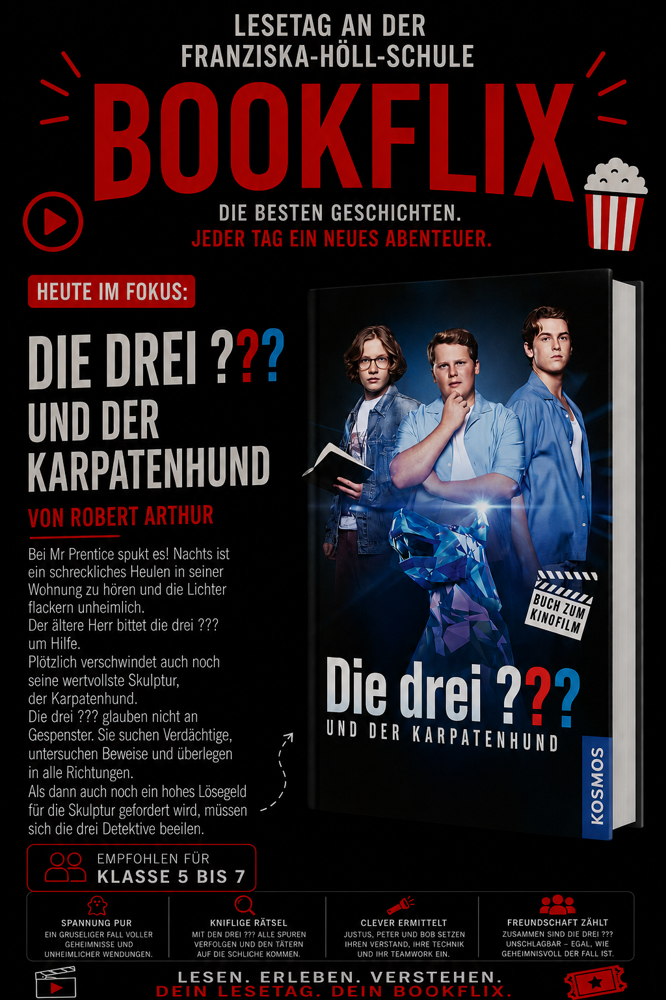 LESETAG AN DER
FRANZISKA-HÖLL-SCHULE
BOOKFLIX
DIE BESTEN GESCHICHTEN.
JEDER TAG EIN NEUES ABENTEUER.
HEUTE IM FOKUS:
DIE DREI ???
UND DER
KARPATENHUND
VON ROBERT ARTHUR
Bei Mr Prentice spukt es! Nachts ist
ein schreckliches Heulen in seiner
Wohnung zu hören und die Lichter
flackern unheimlich.
Der ältere Herr bittet die drei ???
um Hilfe.
Plötzlich verschwindet auch noch
seine wertvollste Skulptur,
der Karpatenhund.
Die drei ??? glauben nicht an
Gespenster. Sie suchen Verdächtige,
untersuchen Beweise und überlegen
in alle Richtungen.
Als dann auch noch ein hohes Lösegeld
für die Skulptur gefordert wird, müssen
sich die drei Detektive beeilen.
BUCH ZUM
KINOFILM
Die drei ???
UND DER KARPATENHUND
KOSMOS
EMPFOHLEN FÜR
KLASSE 5 BIS 7
SPANNUNG PUR
EIN GRUSELIGER FALL VOLLER
GEHEIMNISSE UND
UNHEIMLICHER WENDUNGEN.
KNIFLIGE RÄTSEL
MIT DEN DREI ??? ALLE SPUREN
VERFOLGEN UND DEN TÄTERN
AUF DIE SCHLICHE KOMMEN.
CLEVER ERMITTELT
JUSTUS, PETER UND BOB SETZEN
IHREN VERSTAND, IHRE TECHNIK
UND IHR TEAMWORK EIN.
FREUNDSCHAFT ZÄHLT
ZUSAMMEN SIND DIE DREI ???
UNSCHLAGBAR – EGAL, WIE
GEHEIMNISVOLL DER FALL IST.
LESEN. ERLEBEN. VERSTEHEN.
DEIN LESETAG. DEIN BOOKFLIX.